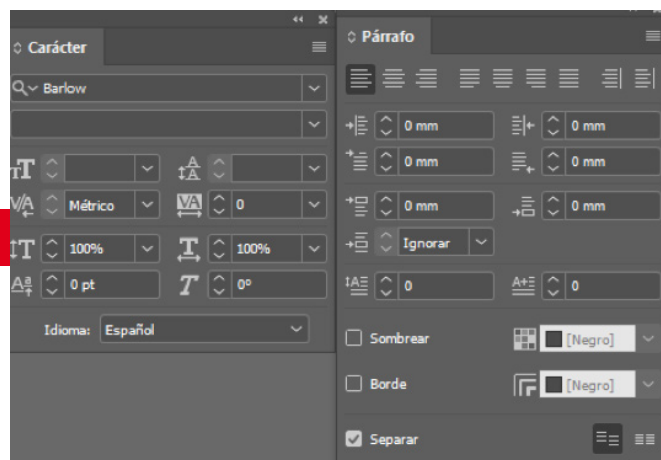 Carácter
Barlow
Métrico
0
100%
100%
0 pt
0º
Idioma: Español
Párrafo
0 mm
0 mm
0 mm
0 mm
0 mm
0 mm
Ignorar
0
0
Sombrear
[Negro]
Borde
[Negro]
Separar